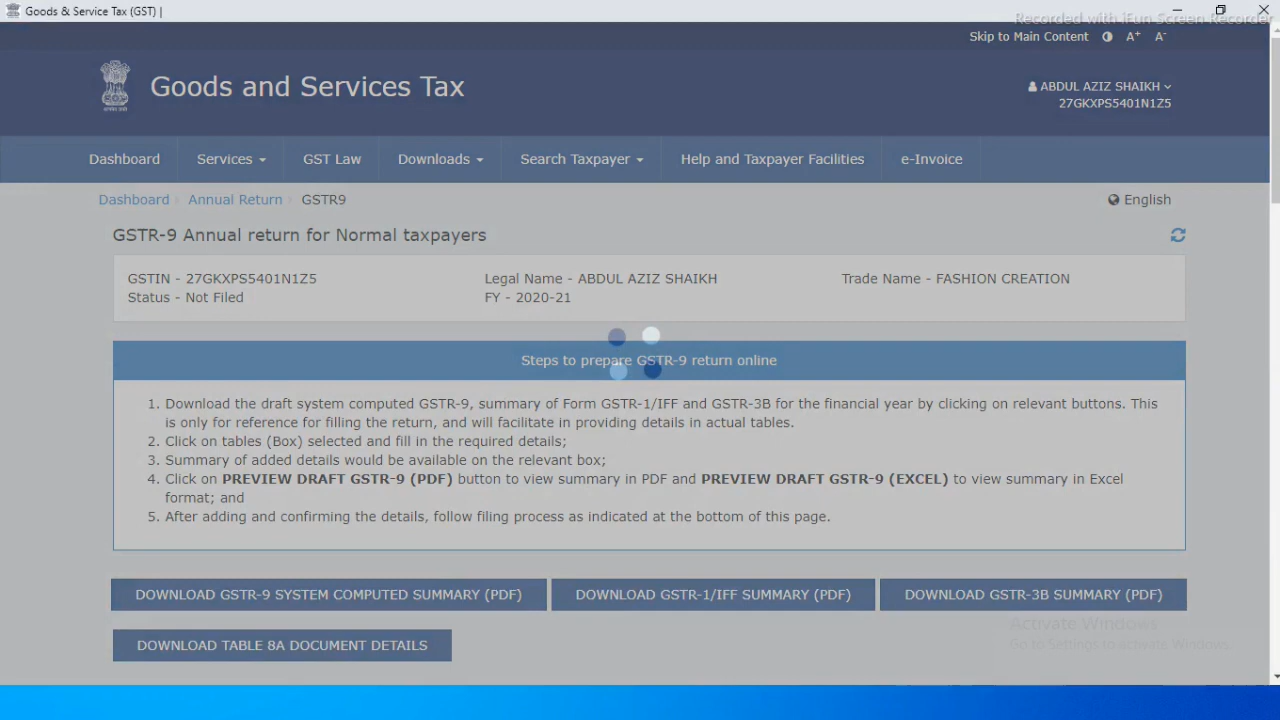 Goods & Service Tax (GST) |
Recorded with iFun Screen Recorder
Skip to Main Content A+ A-
Goods and Services Tax
ABDUL AZIZ SHAIKH
27GKXPS5401N1Z5
Dashboard Services GST Law Downloads Search Taxpayer Help and Taxpayer Facilities e-Invoice
Dashboard Annual Return GSTR9 English
GSTR-9 Annual return for Normal taxpayers
GSTIN - 27GKXPS5401N1Z5 Legal Name - ABDUL AZIZ SHAIKH Trade Name - FASHION CREATION
Status - Not Filed FY - 2020-21
Steps to prepare GSTR-9 return online
1. Download the draft system computed GSTR-9, summary of Form GSTR-1/IFF and GSTR-3B for the financial year by clicking on relevant buttons. This
is only for reference for filling the return, and will facilitate in providing details in actual tables.
2. Click on tables (Box) selected and fill in the required details;
3. Summary of added details would be available on the relevant box;
4. Click on PREVIEW DRAFT GSTR-9 (PDF) button to view summary in PDF and PREVIEW DRAFT GSTR-9 (EXCEL) to view summary in Excel
format; and
5. After adding and confirming the details, follow filing process as indicated at the bottom of this page.
DOWNLOAD GSTR-9 SYSTEM COMPUTED SUMMARY (PDF) DOWNLOAD GSTR-1/IFF SUMMARY (PDF) DOWNLOAD GSTR-3B SUMMARY (PDF)
Activate Windows
Go to Settings to activate Windows.
DOWNLOAD TABLE 8A DOCUMENT DETAILS